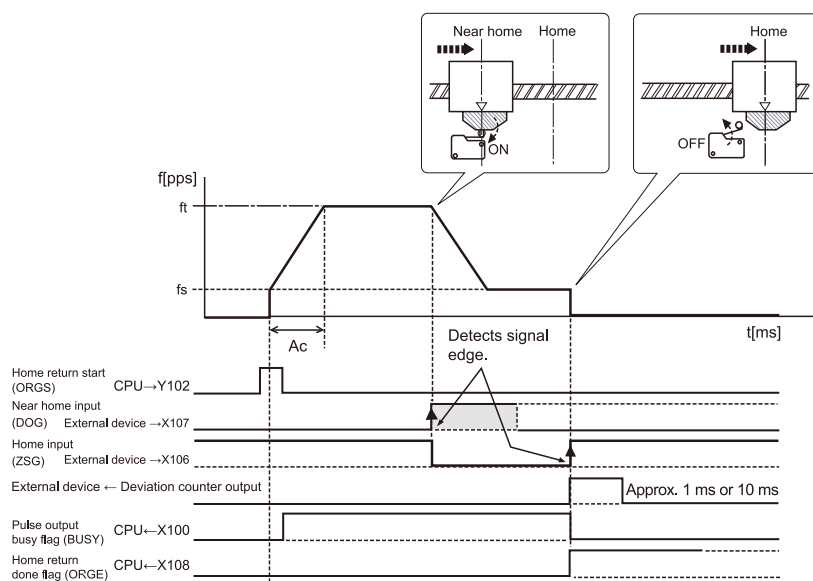 Near home
Home
ON
Home
OFF
f[pps]
ft
fs
t[ms]
Ac
Detects signal
edge.
Home return start
(ORGS)
CPU→Y102
Near home input
(DOG)
External device →X107
Home input
(ZSG)
External device →X106
External device ← Deviation counter output
Approx. 1 ms or 10 ms
Pulse output
busy flag (BUSY)
CPU←X100
Home return
done flag (ORGE)
CPU←X108